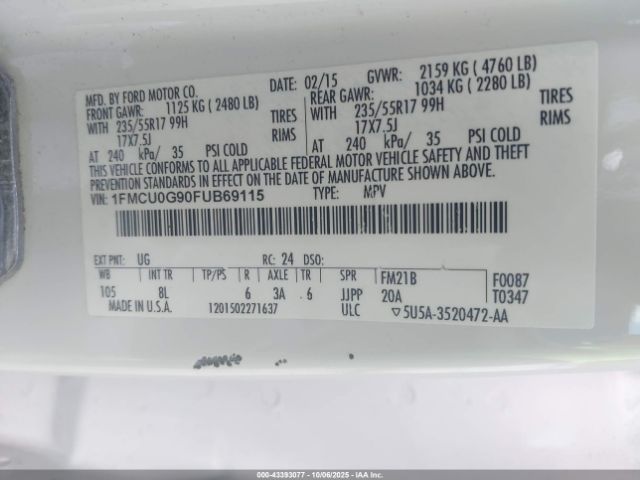 MFD. BY FORD MOTOR CO. DATE: 02/15 GVWR: 2159 KG ( 4760 LB)
FRONT GAWR: 1125 KG ( 2480 LB) REAR GAWR: 1034 KG ( 2280 LB)
WITH 235/55R17 99H TIRES WITH 235/55R17 99H TIRES
17X7.5J RIMS 17X7.5J RIMS
AT 240 kPa/ 35 PSI COLD AT 240 kPa/ 35 PSI COLD
THIS VEHICLE CONFORMS TO ALL APPLICABLE FEDERAL MOTOR VEHICLE SAFETY AND THEFT
PREVENTION STANDARDS IN EFFECT ON THE DATE OF MANUFACTURE SHOWN ABOVE.
VIN: 1FMCU0G90FUB69115 TYPE: MPV
EXT PNT: UG RC: 24 DSO:
WB INT TR TP/PS R AXLE TR SPR FM21B F0087
105 8L 6 3A .6 JJPP 20A T0347
MADE IN U.S.A. 1201502271637 ULC ▽5U5A-3520472-AA
000-43393077 - 10/06/2025 - IAAI.COM